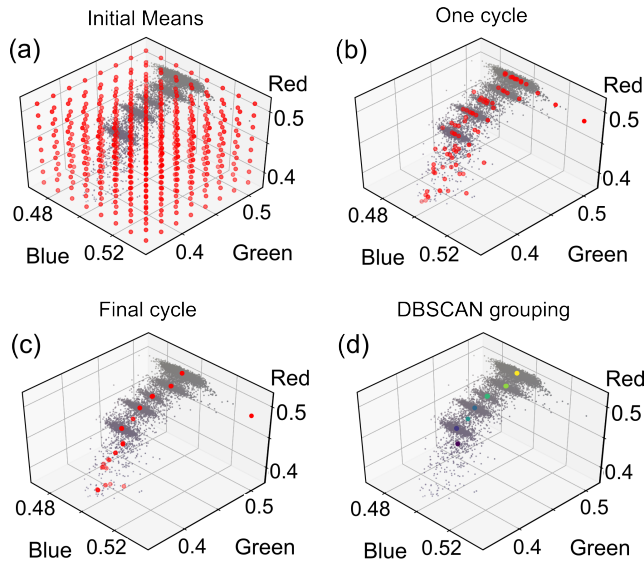 Initial Means
One cycle
(a)
(b)
Red
0.5
0.4
0.48
Blue
0.52
0.4
Green
0.5
Red
0.5
0.4
0.48
Blue
0.52
0.4
Green
0.5
Final cycle
DBSCAN grouping
(c)
(d)
Red
0.5
0.4
0.48
Blue
0.52
0.4
Green
0.5
Red
0.5
0.4
0.48
Blue
0.52
0.4
Green
0.5